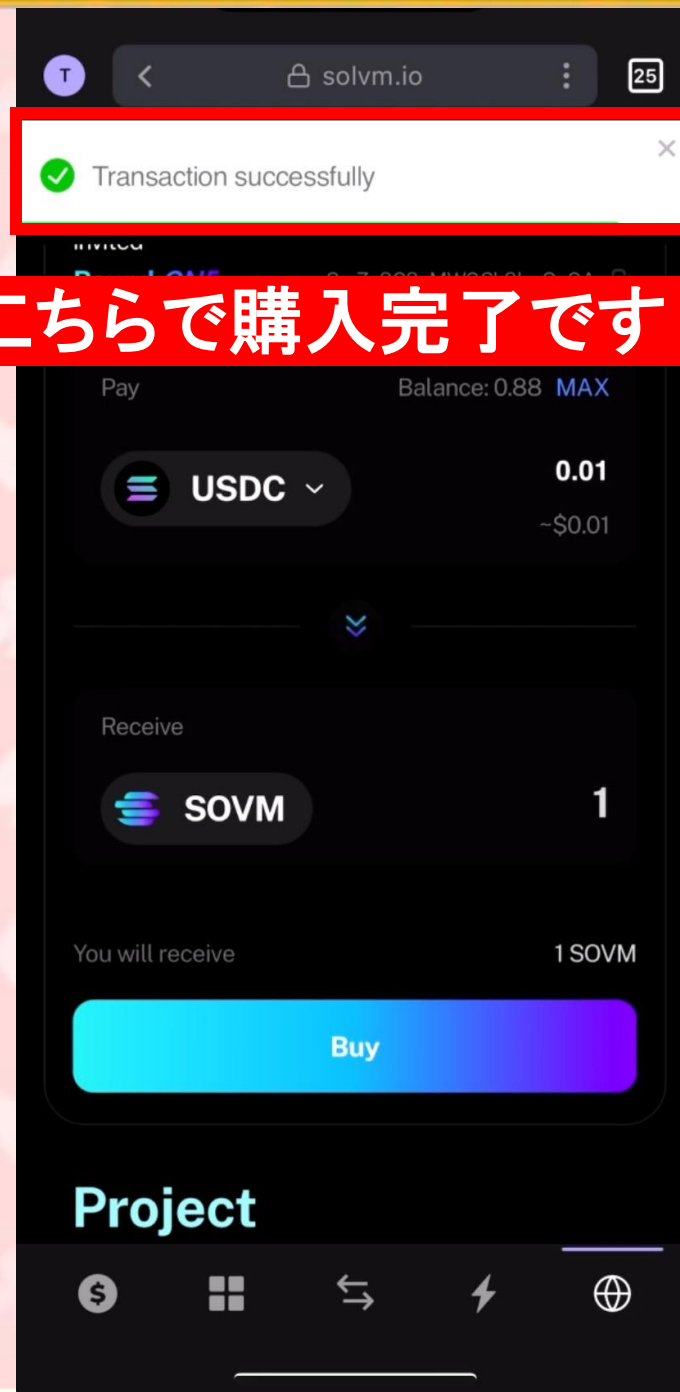 T
solvm.io
25
Transaction successfully
Invited
こちらで購入完了です
Pay
Balance: 0.88 MAX
USDC
0.01
~$0.01
Receive
SOVM
1
You will receive
1 SOVM
Buy
Project